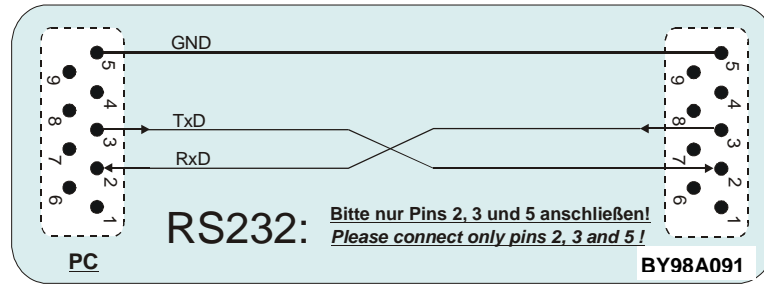 GND
5
9
4
8
3
7
2
6
1
TxD
RxD
5
9
4
8
3
7
2
6
1
RS232:
Bitte nur Pins 2, 3 und 5 anschließen!
Please connect only pins 2, 3 and 5 !
PC
BY98A091